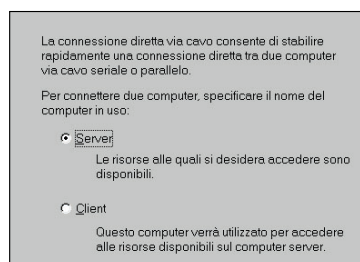 La connessione diretta via cavo consente di stabilire
rapidamente una connessione diretta tra due computer
via cavo seriale o parallelo.
Per connettere due computer, specificare il nome del
computer in uso:
Server
Le risorse alle quali si desidera accedere sono
disponibili.
Client
Questo computer verrà utilizzato per accedere
alle risorse disponibili sul computer server.